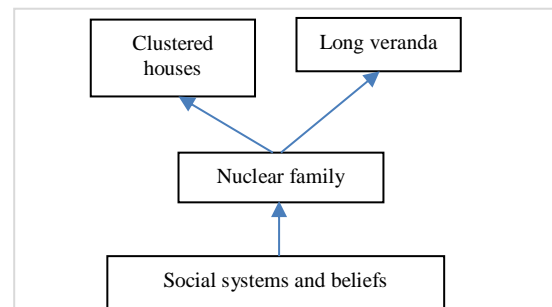 Clustered
houses
Long veranda
Nuclear family
Social systems and beliefs